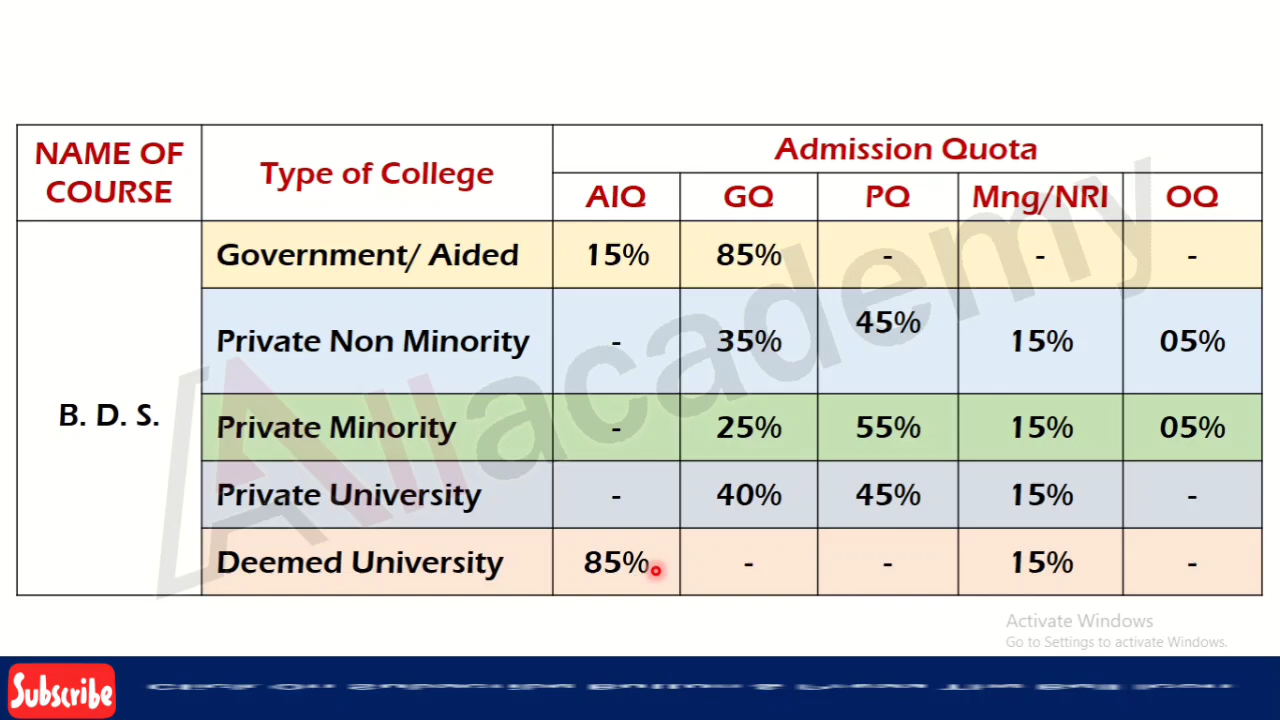 NAME OF COURSE Type of College Admission Quota
AIQ GQ PQ Mng/NRI OQ
B. D. S.
Government/ Aided 15% 85% - - -
Private Non Minority - 35% 45% 15% 05%
Private Minority - 25% 55% 15% 05%
Private University - 40% 45% 15% -
Deemed University 85% - - 15% -
Allacademy
Activate Windows
Go to Settings to activate Windows.
Subscribe